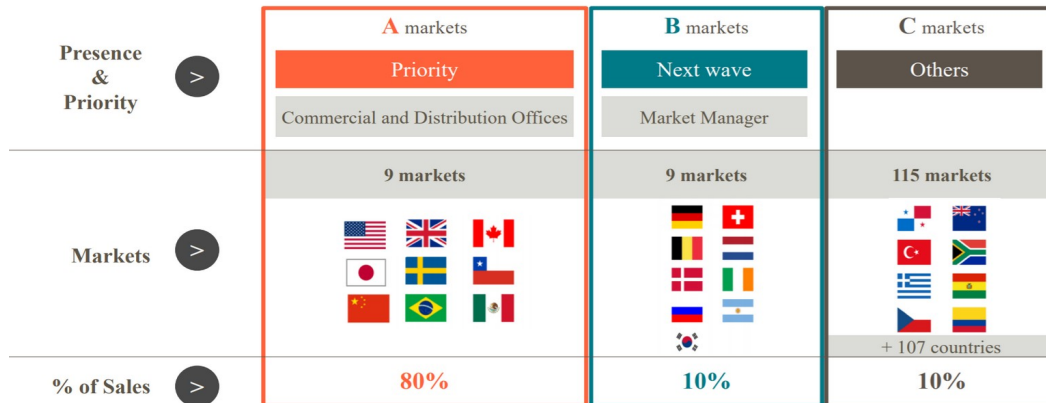 A markets
B markets
C markets
Presence
&
Priority
>
Priority
Next wave
Others
Commercial and Distribution Offices
Market Manager
9 markets
9 markets
115 markets
Markets
>
+ 107 countries
% of Sales
>
80%
10%
10%